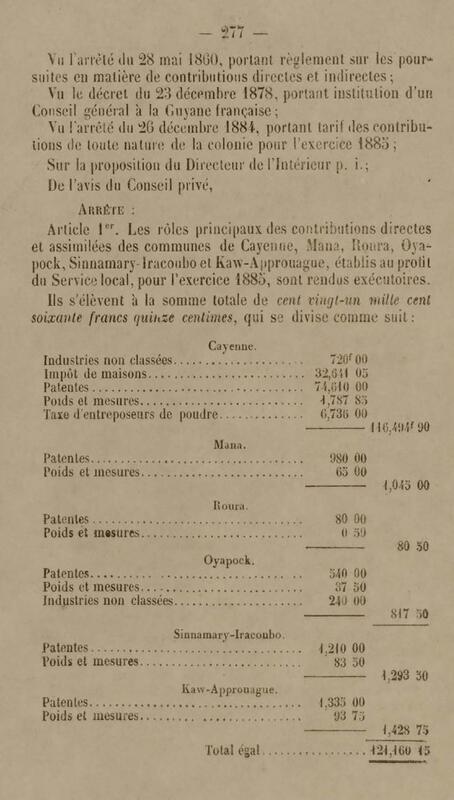 — 277 —
Vu l'arrêté du 28 mai 1860, portant règlement sur les pour-
suites en matière de contributions directes et indirectes ;
Vu le décret du 23 décembre 1878, portant institution d'un
Conseil général à la Guyane française ;
Vu l'arrêté du 26 décembre 1884, portant tarif des contribu-
tions de toute nature de la colonie pour l'exercice 1885 ;
Sur la proposition du Directeur de l'Intérieur p. i. ;
De l'avis du Conseil privé,
ARRÊTE :
Article 1er. Les rôles principaux des contributions directes
et assimilées des communes de Cayenne, Mana, Roura, Oya-
pock, Sinnamary-Iracoubo et Kaw-Approuague, établis au profit
du Service local, pour l'exercice 1885, sont rendus exécutoires.
Ils s'élèvent à la somme totale de cent vingt-un mille cent
soixante francs quinze centimes, qui se divise comme suit :
Cayenne.
Industries non classées........................ 720f 00
Impôt de maisons........................ 32,641 05
Patentes........................ 74,610 00
Poids et mesures........................ 1,787 85
Taxe d'entreposeurs de poudre................ 6,736 00
116,494f 90
Mana.
Patentes........................ 980 00
Poids et mesures........................ 65 00
1,045 00
Roura.
Patentes........................ 80 00
Poids et mesures........................ 0 50
80 50
Oyapock.
Patentes........................ 540 00
Poids et mesures........................ 37 50
Industries non classées........................ 240 00
817 50
Sinnamary-Iracoubo.
Patentes........................ 1,210 00
Poids et mesures........................ 83 50
1,293 50
Kaw-Approuague.
Patentes........................ 1,335 00
Poids et mesures........................ 93 75
1,428 75
Total égal.................. 121,160 15